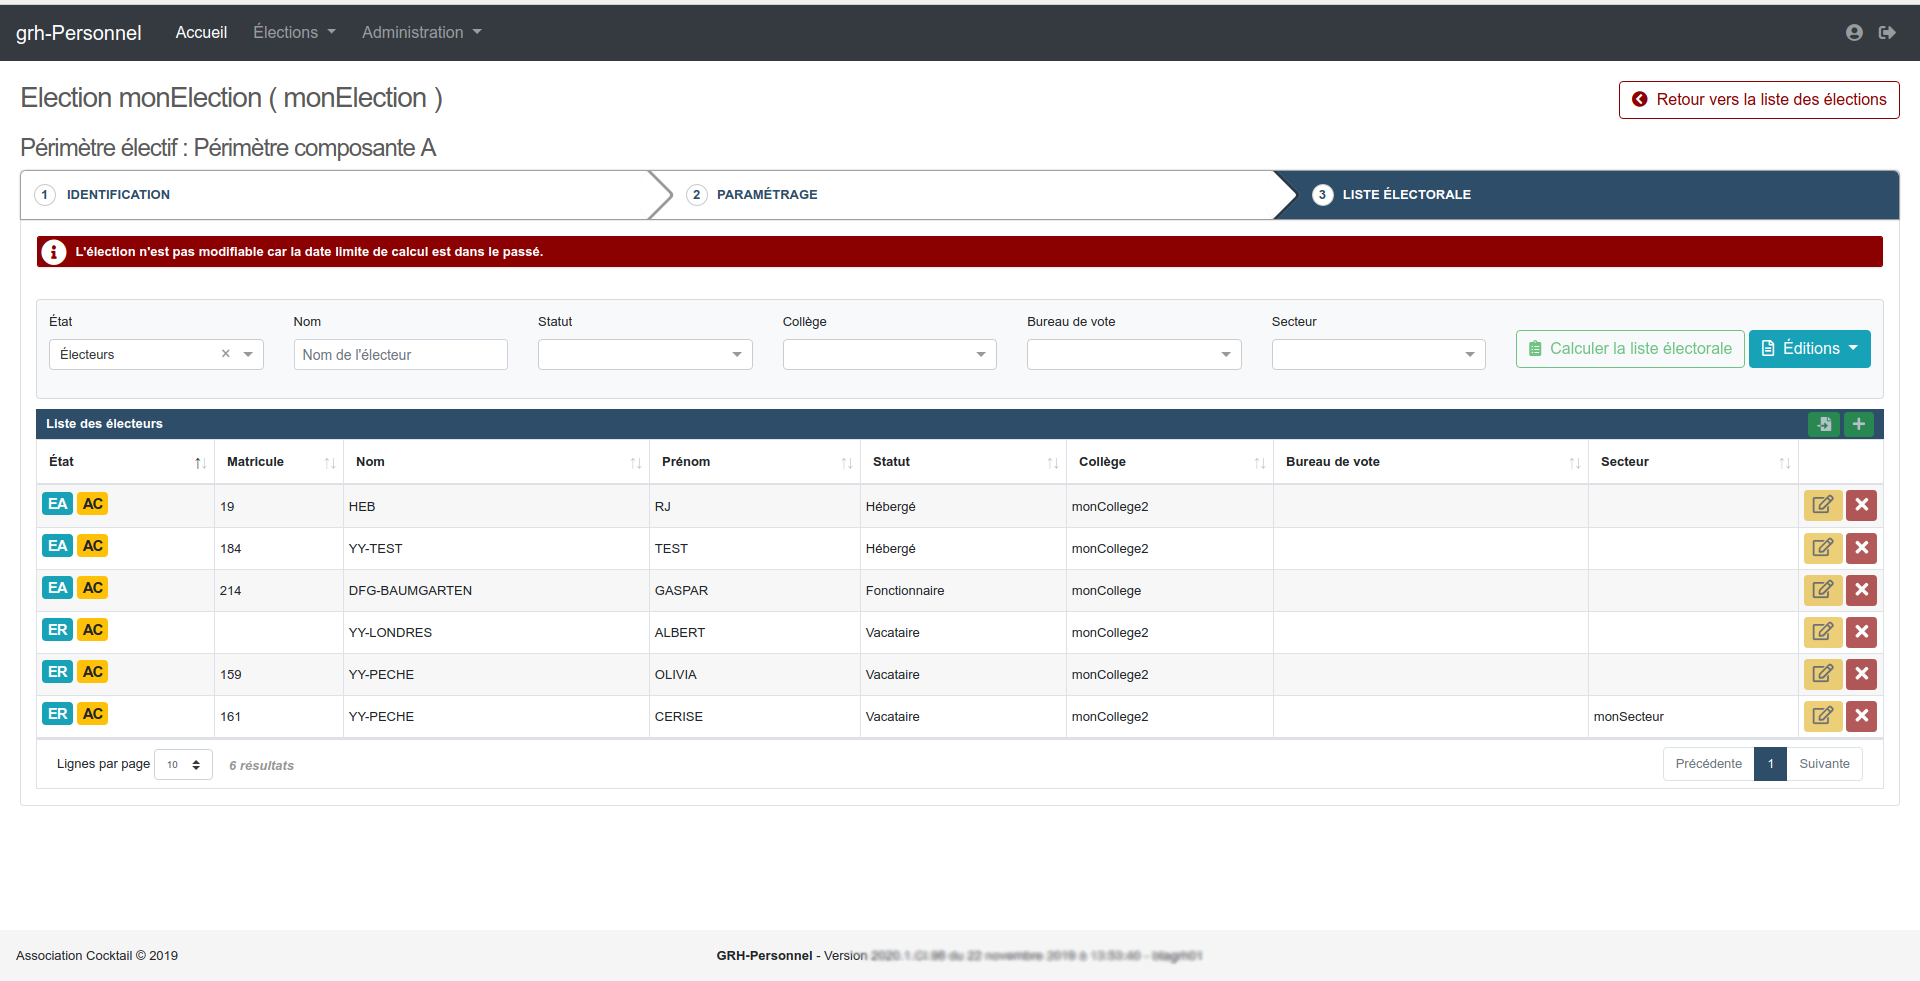 grh-Personnel Accueil Élections Administration
Election monElection ( monElection )
Retour vers la liste des élections
Périmètre électif : Périmètre composante A
1 IDENTIFICATION 2 PARAMÉTRAGE 3 LISTE ÉLECTORALE
L'élection n'est pas modifiable car la date limite de calcul est dans le passé.
État Nom Statut Collège Bureau de vote Secteur
Électeurs × Nom de l'électeur Calculer la liste électorale Éditions
Liste des électeurs
État Matricule Nom Prénom Statut Collège Bureau de vote Secteur
EA AC 19 HEB RJ Hébergé monCollege2
EA AC 184 YY-TEST TEST Hébergé monCollege2
EA AC 214 DFG-BAUMGARTEN GASPAR Fonctionnaire monCollege
ER AC YY-LONDRES ALBERT Vacataire monCollege2
ER AC 159 YY-PECHE OLIVIA Vacataire monCollege2
ER AC 161 YY-PECHE CERISE Vacataire monCollege2 monSecteur
Lignes par page 10 6 résultats Précédente 1 Suivante
Association Cocktail © 2019 GRH-Personnel - Version